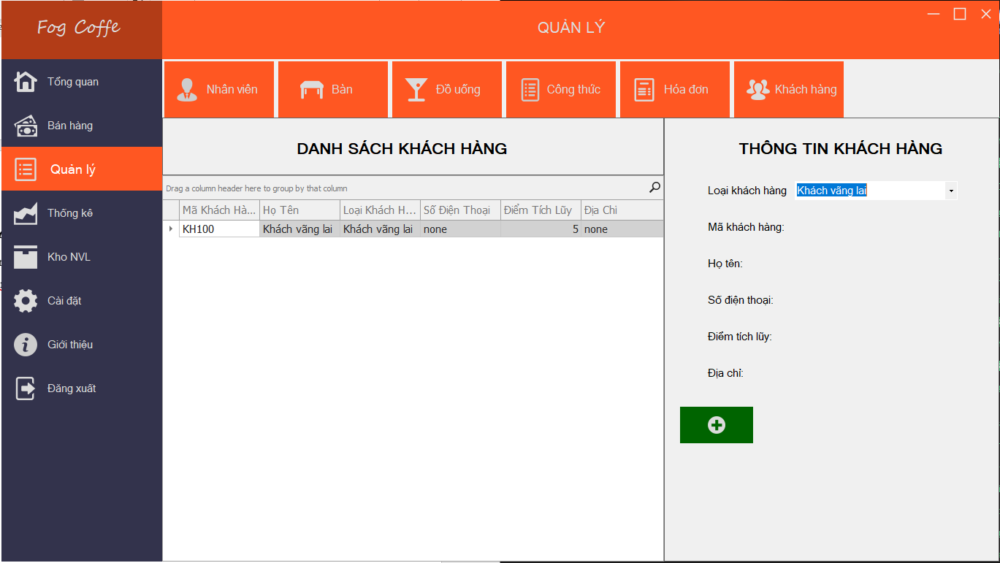 Fog Coffe
QUẢN LÝ
Tổng quan
Bán hàng
Quản lý
Thống kê
Kho NVL
Cài đặt
Giới thiệu
Đăng xuất
Nhân viên
Bàn
Đồ uống
Công thức
Hóa đơn
Khách hàng
DANH SÁCH KHÁCH HÀNG
Drag a column header here to group by that column
Mã Khách Hà... Họ Tên Loại Khách H... Số Điện Thoại Điểm Tích Lũy Địa Chỉ
KH100 Khách vãng lai Khách vãng lai none 5 none
THÔNG TIN KHÁCH HÀNG
Loại khách hàng Khách vãng lai
Mã khách hàng:
Họ tên:
Số điện thoại:
Điểm tích lũy:
Địa chỉ: